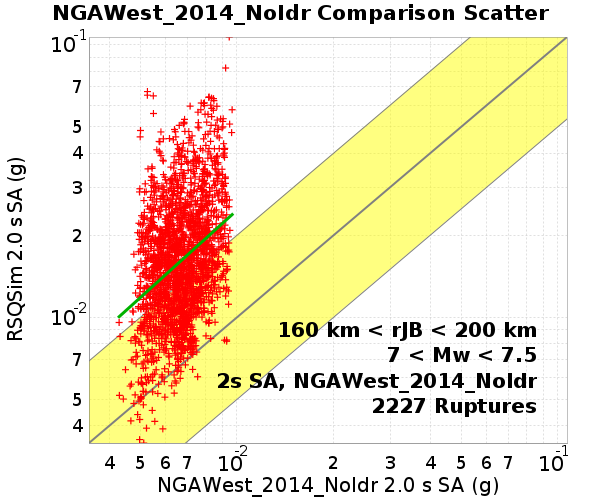 NGAWest_2014_NoIdr Comparison Scatter
10-1
7
5
4
3
2
10-2
7
5
4
RSQSim 2.0 s SA (g)
160 km < rJB < 200 km
7 < Mw < 7.5
2s SA, NGAWest_2014_NoIdr
2227 Ruptures
4 5 6 7 10-2 2 3 4 5 6 7 10-1
NGAWest_2014_NoIdr 2.0 s SA (g)